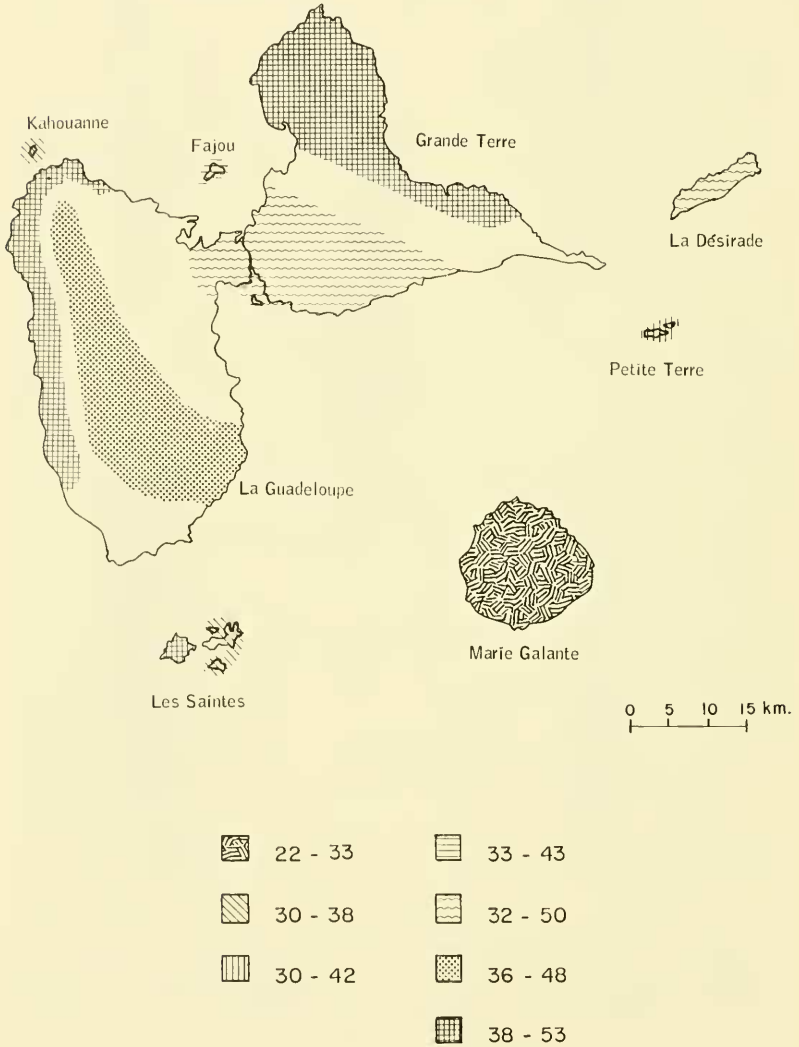 Kahouanne
Fajou
Grande Terre
La Désirade
Petite Terre
La Guadeloupe
Marie Galante
Les Saintes
0 5 10 15 km.
22 - 33
33 - 43
30 - 38
32 - 50
30 - 42
36 - 48
38 - 53